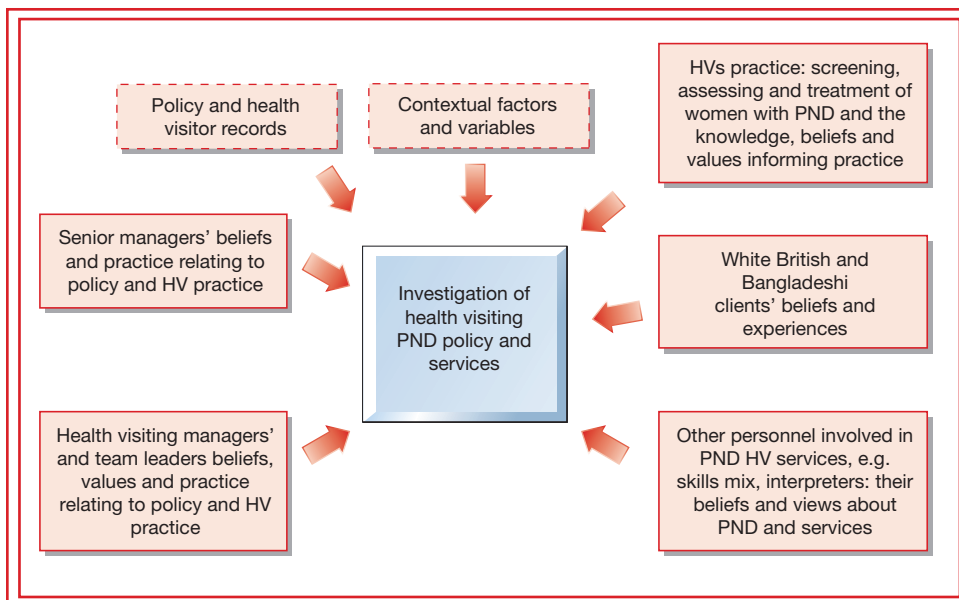 Policy and health
visitor records
Contextual factors
and variables
HVs practice: screening,
assessing and treatment of
women with PND and the
knowledge, beliefs and
values informing practice
Senior managers' beliefs
and practice relating to
policy and HV practice
Investigation of
health visiting
PND policy and
services
White British and
Bangladeshi
clients' beliefs and
experiences
Health visiting managers'
and team leaders beliefs,
values and practice
relating to policy and HV
practice
Other personnel involved in
PND HV services, e.g.
skills mix, interpreters: their
beliefs and views about
PND and services